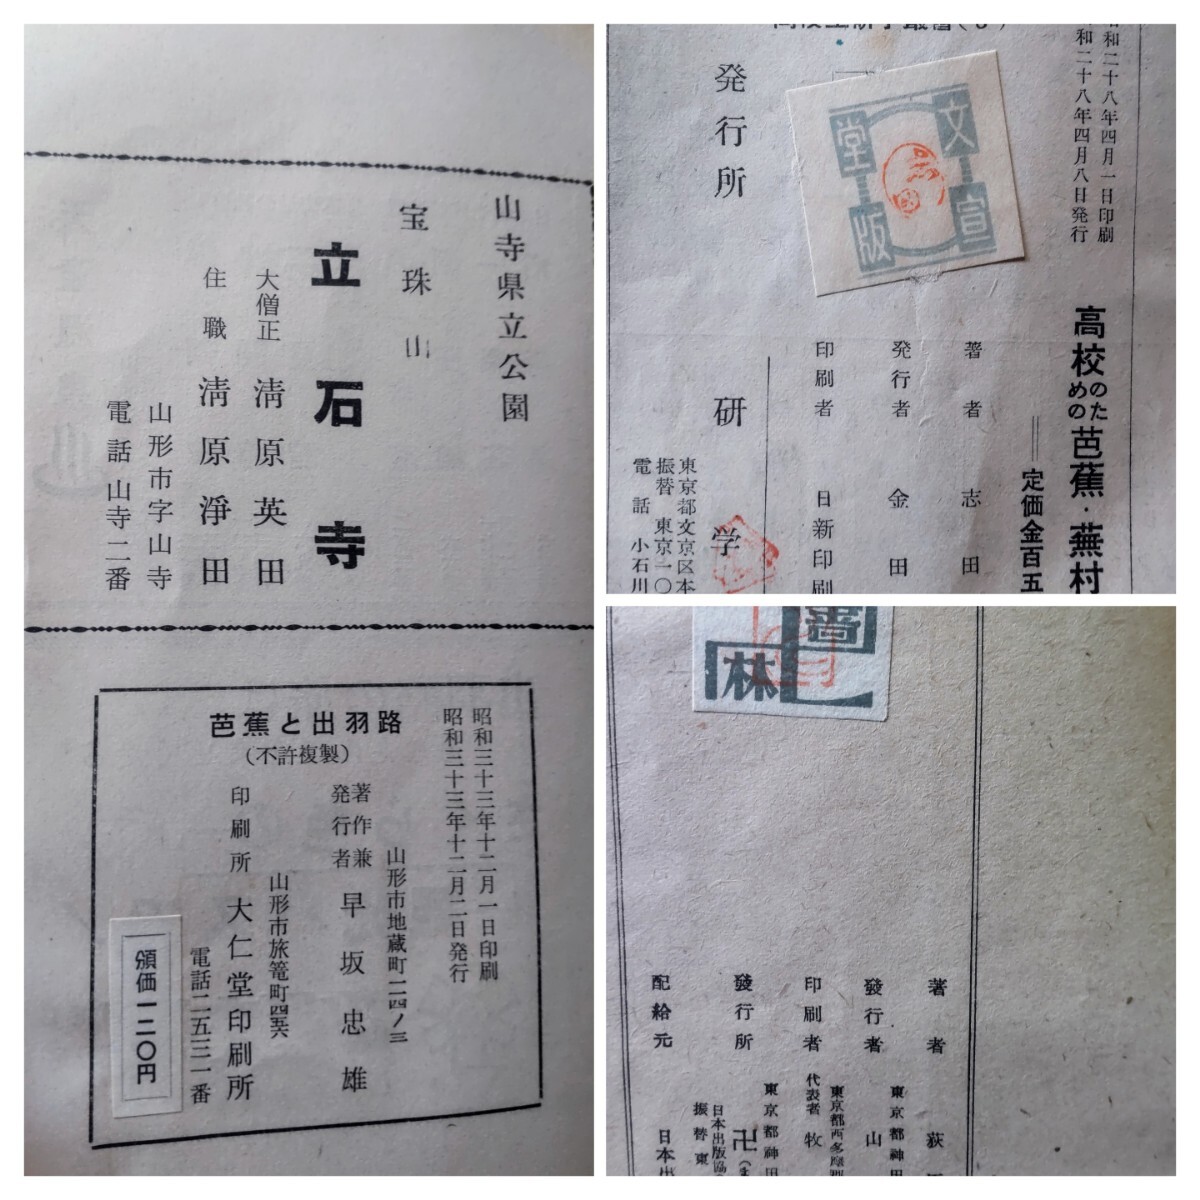 山寺県立公園
宝珠山
立石寺
大僧正 清原英田
住職 清原淨田
山形市字山寺
電話山寺二番
昭和三十三年十二月一日印刷
昭和三十三年十二月二日発行
芭蕉と出羽路
(不許複製)
山形市地蔵町二四ノ三
著作兼
発行者 早坂忠雄
山形市旅篭町四五六
印刷所 大仁堂印刷所
電話二五三一番
頒価一二〇円
昭和二十八年四月一日印刷
昭和二十八年四月八日発行
高校のための芭蕉・蕪村
定価金百五
文宣
堂版
著者 志田
発行者 金田
印刷者 日新印刷
発行所 研学
東京都文京区本
振替東京一〇
電話小石川
書
林
著者 荻
東京都神田
發行者 山
東京都西多摩郡
印刷者 代表者 牧
東京都神田
發行所 卍
日本出版協
振替東
配給元 日本出